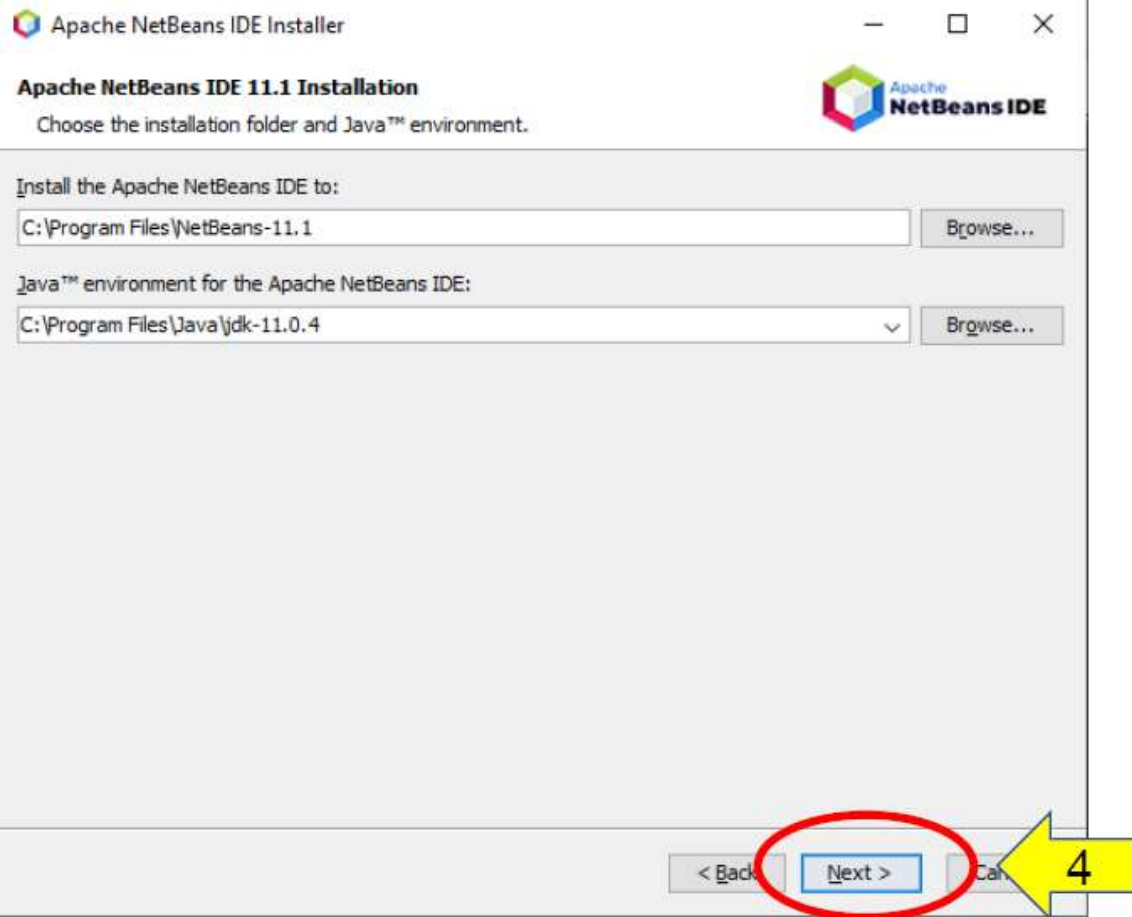 Apache NetBeans IDE Installer
Apache NetBeans IDE 11.1 Installation
Choose the installation folder and Java™ environment.
Apache
NetBeans IDE
Install the Apache NetBeans IDE to:
C:\Program Files\NetBeans-11.1
Browse...
Java™ environment for the Apache NetBeans IDE:
C:\Program Files\Java\jdk-11.0.4
Browse...
< Back
Next >
Can
4